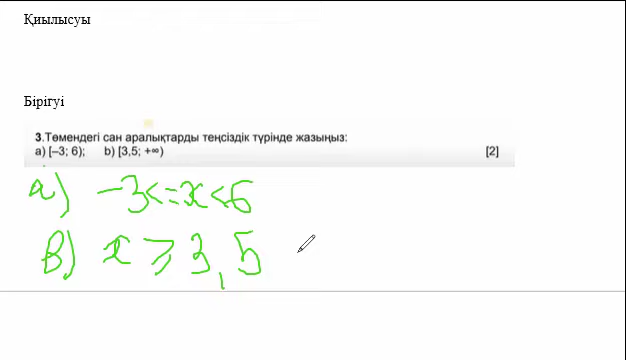 Қиылысуы
Бірігуі
3.Төмендегі сан аралықтарды теңсіздік түрінде жазыңыз:
a) [–3; 6); b) [3,5; +∞) [2]
a) -3<=x<6
B) x ⩾ 3,5